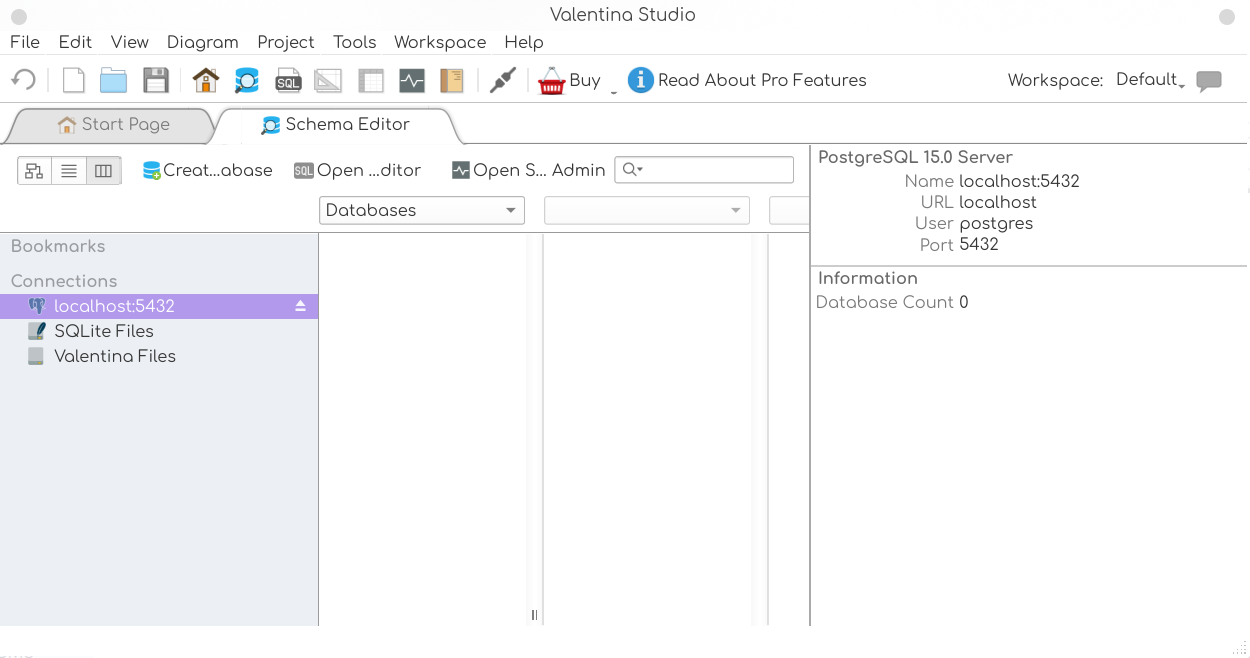 Valentina Studio
File Edit View Diagram Project Tools Workspace Help
SQL Buy Read About Pro Features Workspace: Default
Start Page Schema Editor
Creat...abase SQL Open ...ditor Open S... Admin
Databases
Bookmarks
Connections
localhost:5432
SQLite Files
Valentina Files
PostgreSQL 15.0 Server
Name localhost:5432
URL localhost
User postgres
Port 5432
Information
Database Count 0